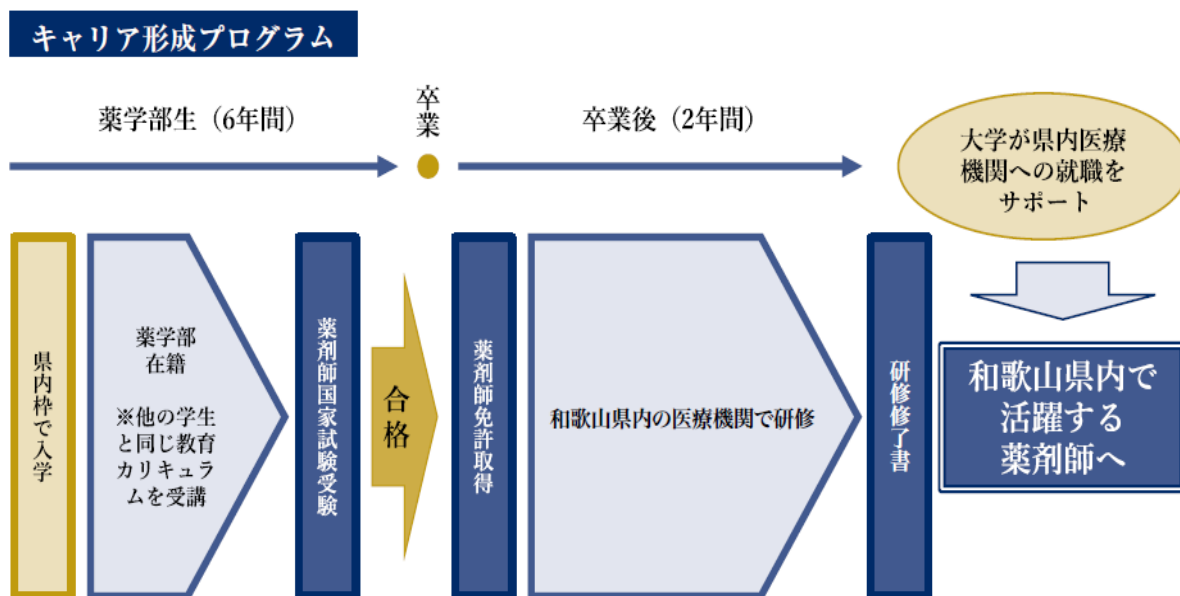 キャリア形成プログラム
薬学部生（6年間）
卒業
卒業後（2年間）
大学が県内医療
機関への就職を
サポート
県内枠で入学
薬学部
在籍
※他の学生
と同じ教育
カリキュラ
ムを受講
薬剤師国家試験受験
合格
薬剤師免許取得
和歌山県内の医療機関で研修
研修修了書
和歌山県内で
活躍する
薬剤師へ